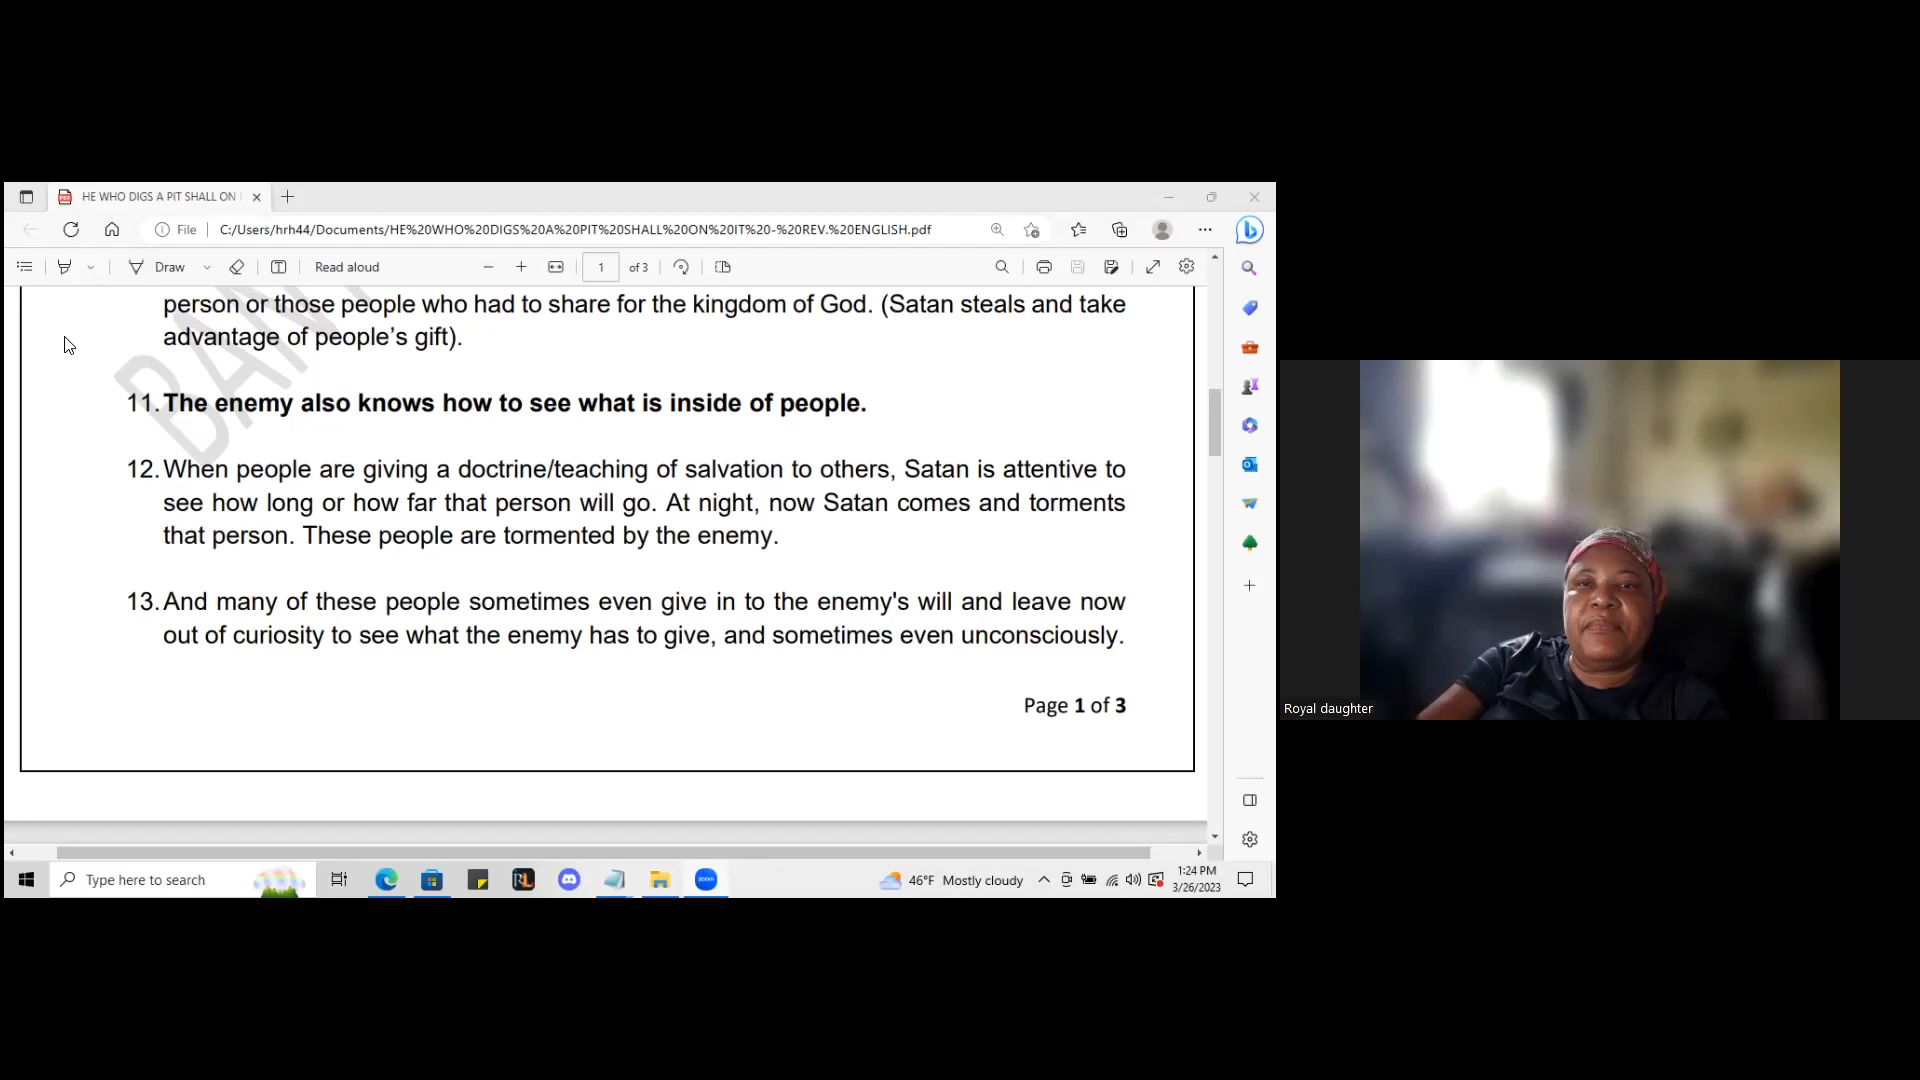 HE WHO DIGS A PIT SHALL ON
File C:/Users/hrh44/Documents/HE%20WHO%20DIGS%20A%20PIT%20SHALL%20ON%20IT%20-%20REV.%20ENGLISH.pdf
Draw
Read aloud
1 of 3
person or those people who had to share for the kingdom of God. (Satan steals and take
advantage of people's gift).
11. The enemy also knows how to see what is inside of people.
12. When people are giving a doctrine/teaching of salvation to others, Satan is attentive to
see how long or how far that person will go. At night, now Satan comes and torments
that person. These people are tormented by the enemy.
13. And many of these people sometimes even give in to the enemy's will and leave now
out of curiosity to see what the enemy has to give, and sometimes even unconsciously.
Page 1 of 3
BAN
Royal daughter
Type here to search
zoom
46°F Mostly cloudy
1:24 PM
3/26/2023